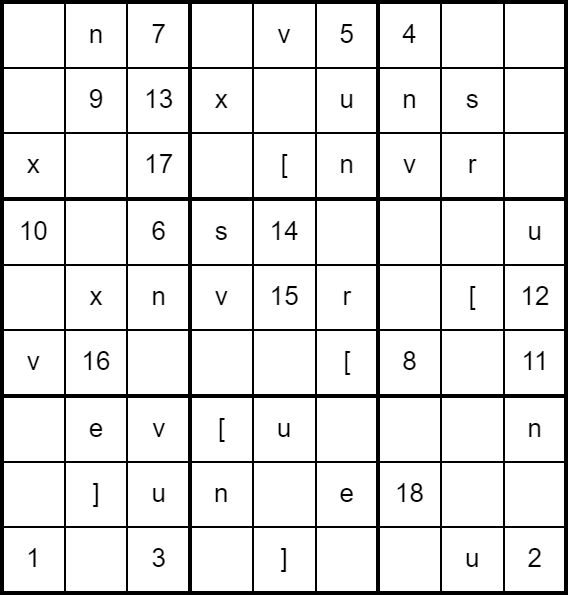 n 7 v 5 4
9 13 x u n s
x 17 [ n v r
10 6 s 14 u
x n v 15 r [ 12
v 16 [ 8 11
e v [ u n
] u n e 18
1 3 ] u 2